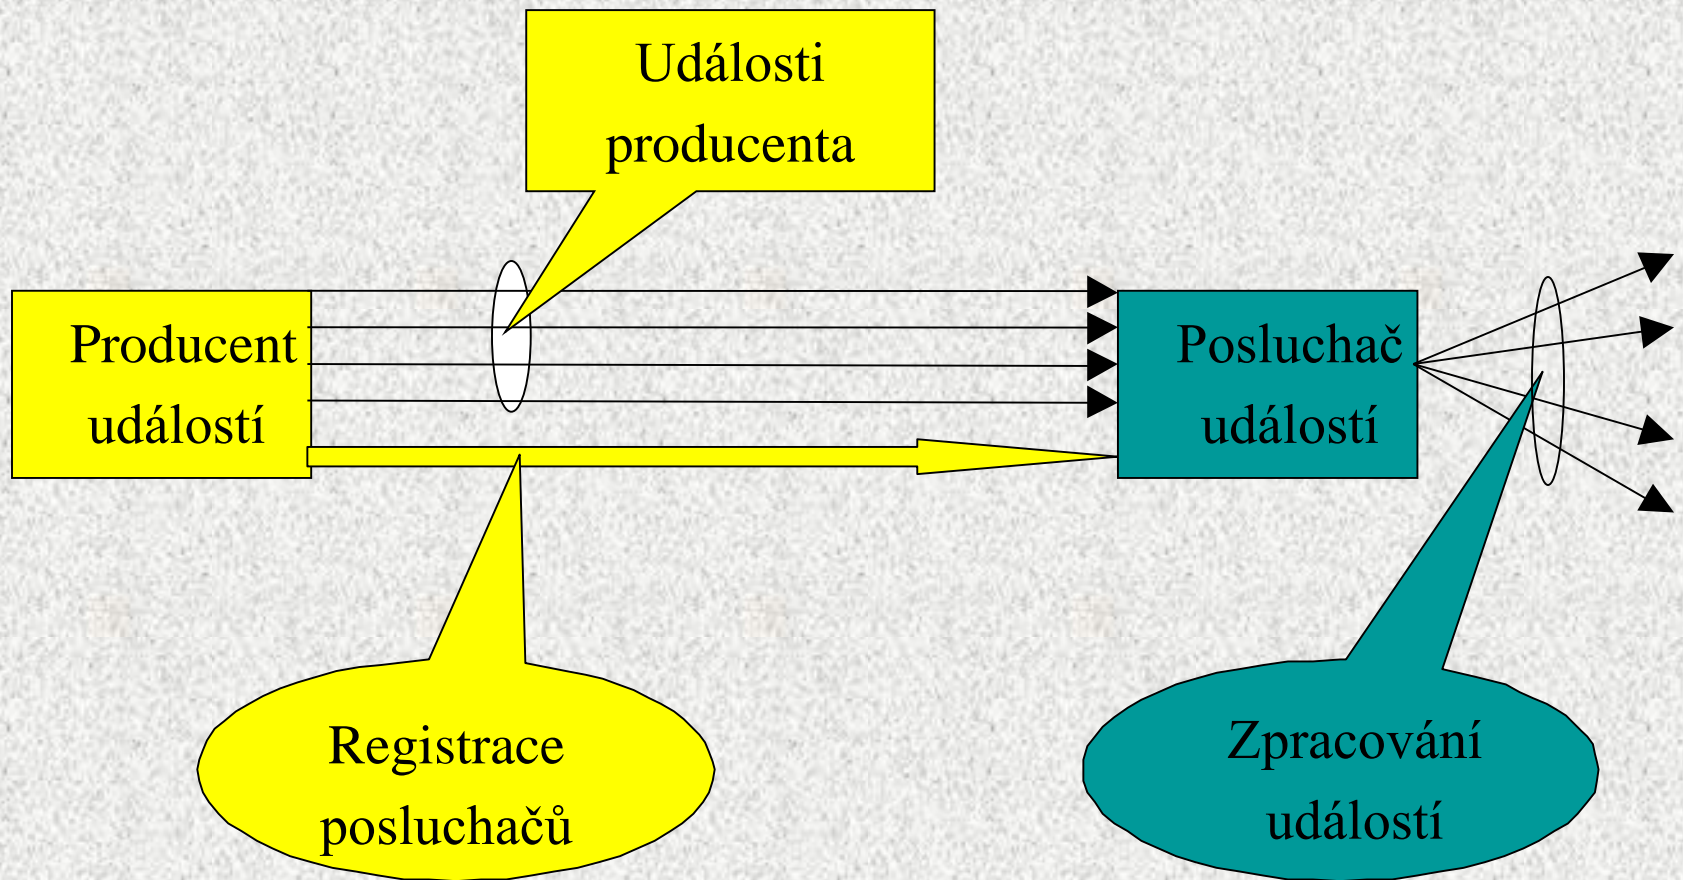 Události
producenta
Producent
událostí
Posluchač
událostí
Registrace
posluchačů
Zpracování
událostí